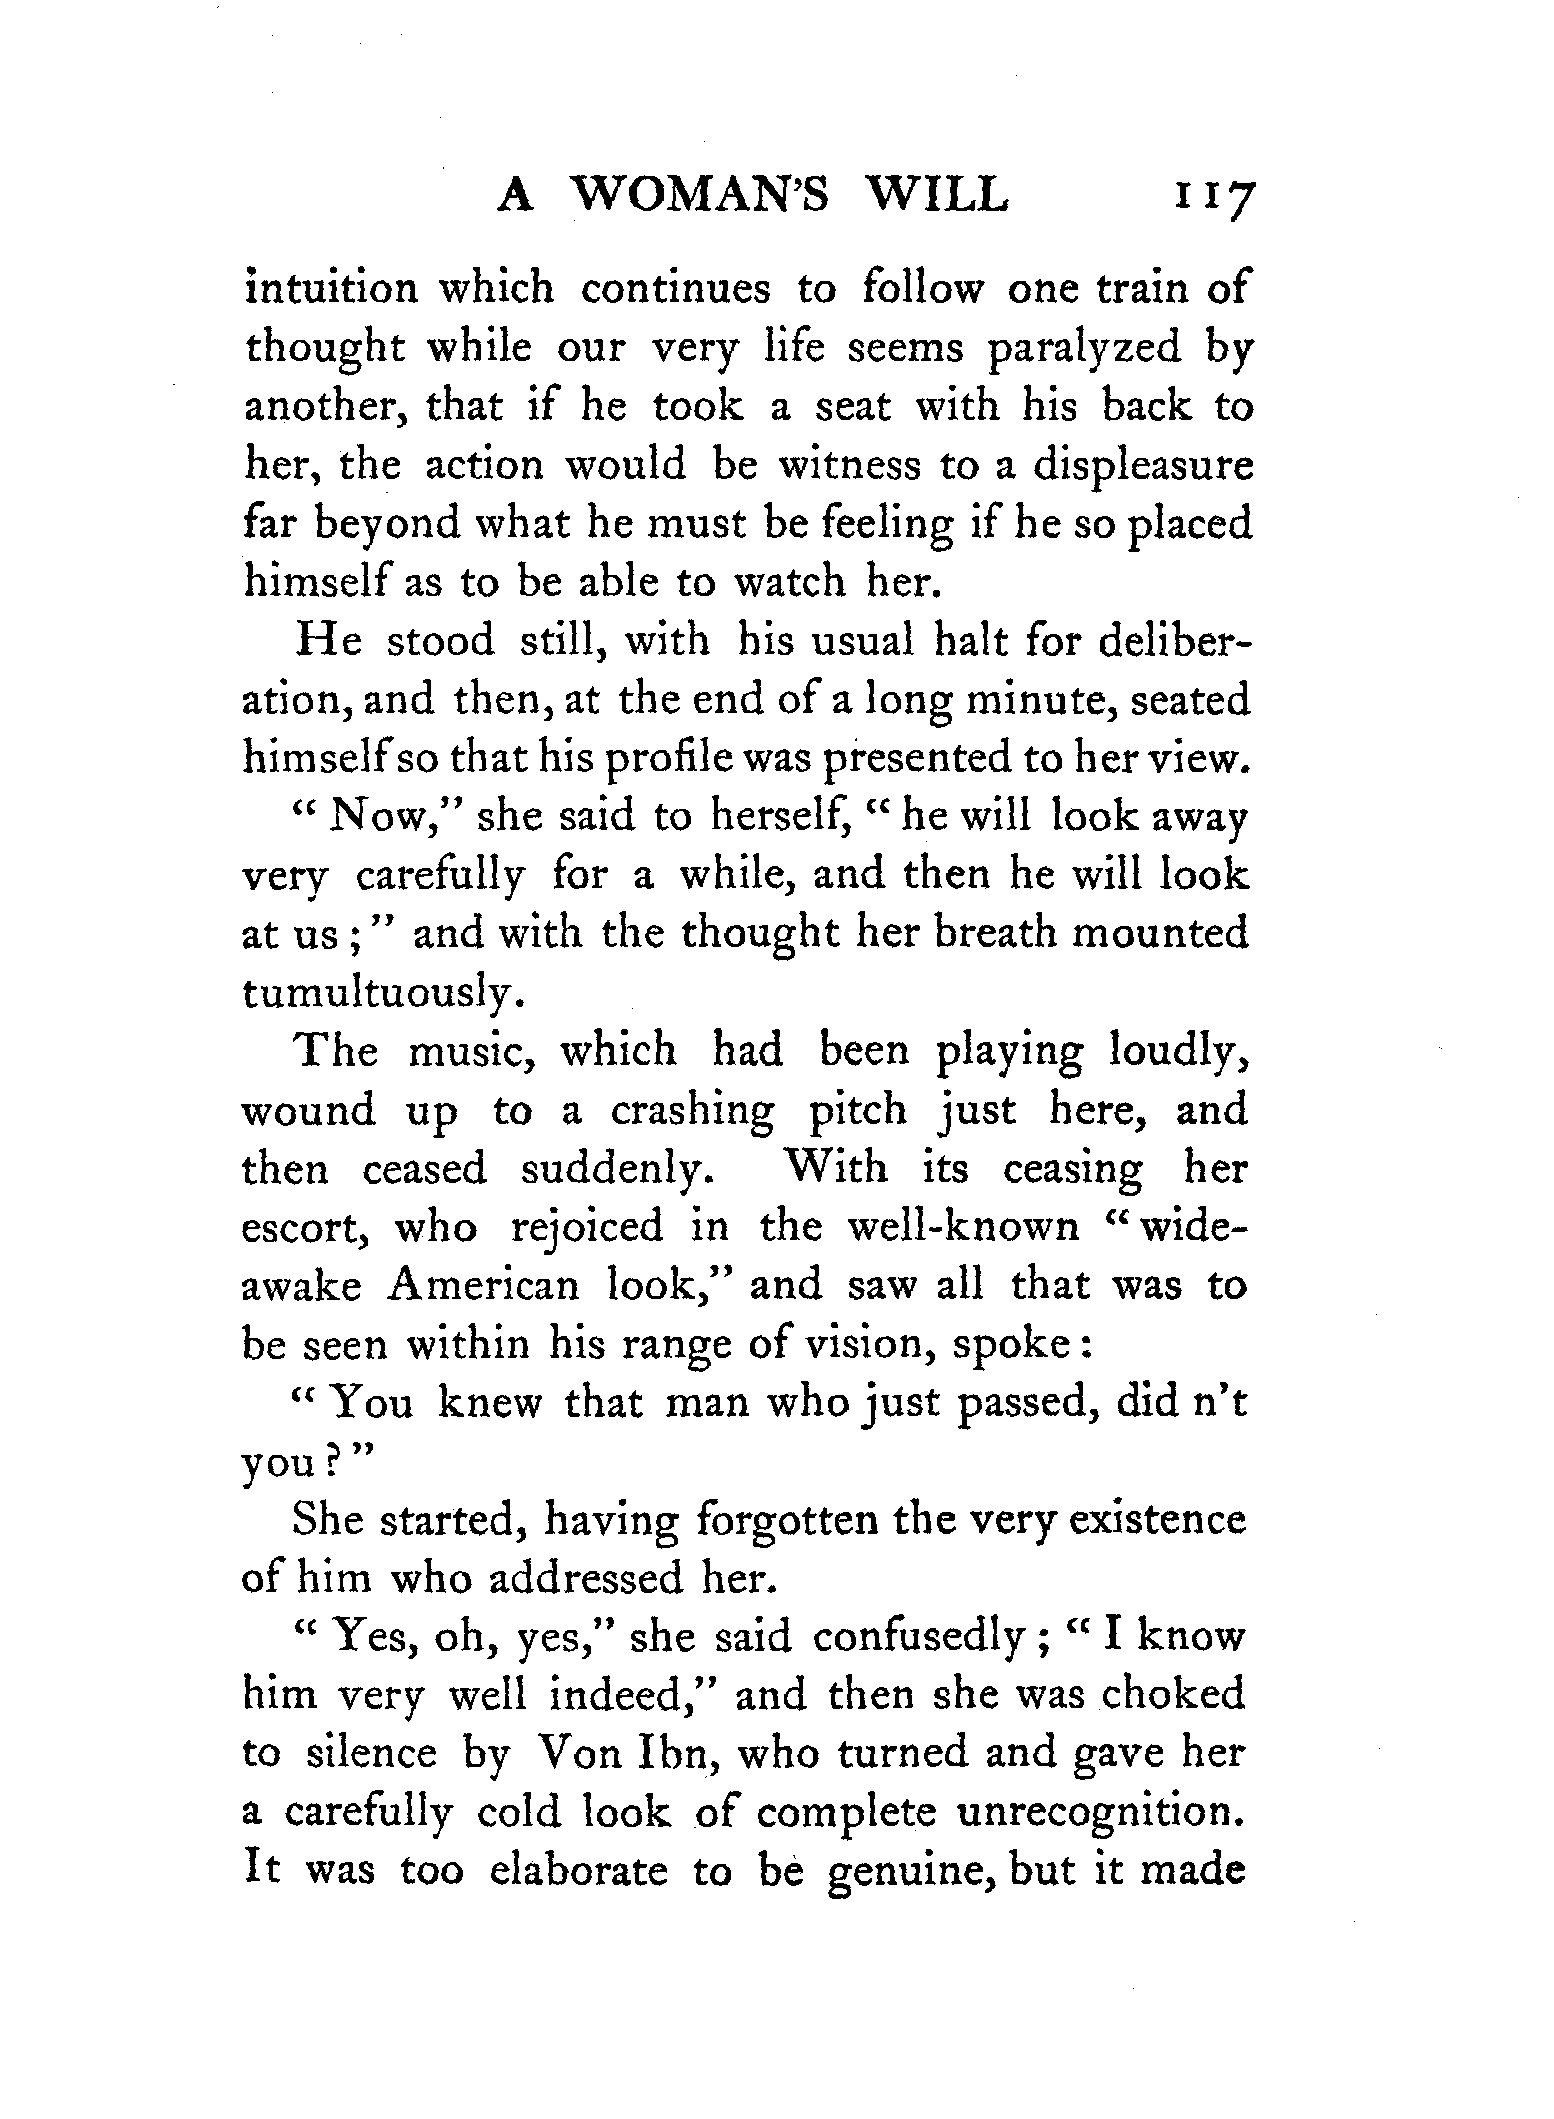 A WOMAN'S WILL 117
intuition which continues to follow one train of
thought while our very life seems paralyzed by
another, that if he took a seat with his back to
her, the action would be witness to a displeasure
far beyond what he must be feeling if he so placed
himself as to be able to watch her.
He stood still, with his usual halt for deliber-
ation, and then, at the end of a long minute, seated
himself so that his profile was presented to her view.
“ Now,” she said to herself, “ he will look away
very carefully for a while, and then he will look
at us ; ” and with the thought her breath mounted
tumultuously.
The music, which had been playing loudly,
wound up to a crashing pitch just here, and
then ceased suddenly. With its ceasing her
escort, who rejoiced in the well-known “ wide-
awake American look,” and saw all that was to
be seen within his range of vision, spoke :
“ You knew that man who just passed, did n't
you ? ”
She started, having forgotten the very existence
of him who addressed her.
“ Yes, oh, yes,” she said confusedly ; “ I know
him very well indeed,” and then she was choked
to silence by Von Ibn, who turned and gave her
a carefully cold look of complete unrecognition.
It was too elaborate to be genuine, but it made